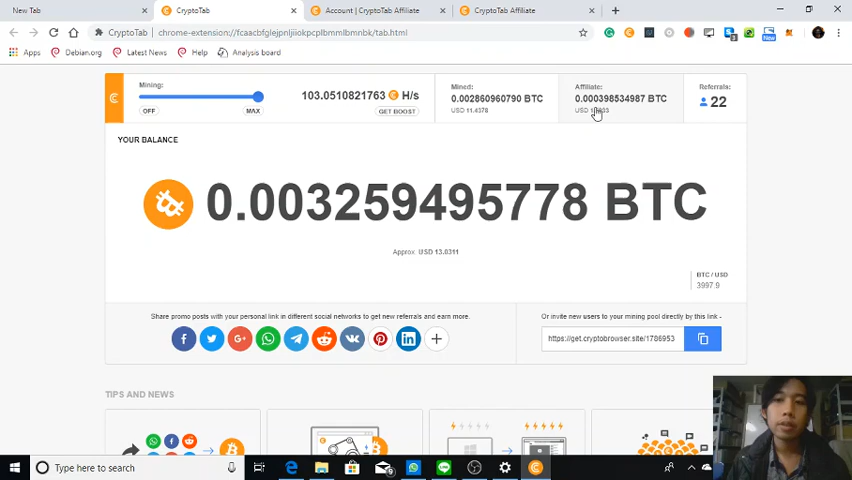 New Tab
CryptoTab
Account | CryptoTab Affiliate
CryptoTab Affiliate
CryptoTab | chrome-extension://fcaacbfglejpnljiiokpcplbmmlbmnbk/tab.html
Apps
Debian.org
Latest News
Help
Analysis board
Mining:
OFF
MAX
103.0510821763 H/s
GET BOOST
Mined:
0.002860960790 BTC
USD 11.4378
Affiliate:
0.000398534987 BTC
USD
Referrals:
22
YOUR BALANCE
0.003259495778 BTC
Approx. USD 13.0311
BTC / USD
3997.9
Share promo posts with your personal link in different social networks to get new referrals and earn more.
Or invite new users to your mining pool directly by this link -
https://get.cryptobrowser.site/1786953
TIPS AND NEWS
Type here to search